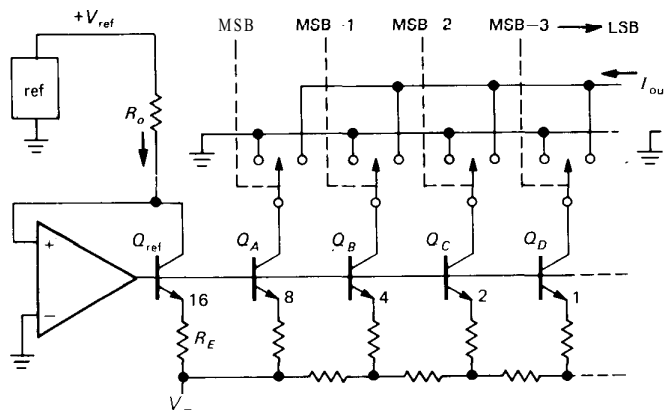 +V_ref
MSB MSB-1 MSB 2 MSB-3 LSB
ref
R_o
I_ou
Q_ref Q_A Q_B Q_C Q_D
+
−
16 8 4 2 1
R_E
V_−